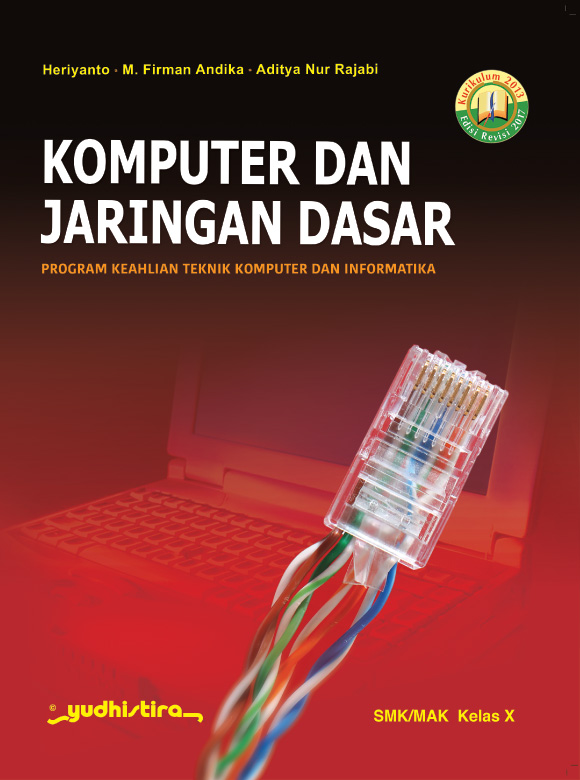 Heriyanto · M. Firman Andika · Aditya Nur Rajabi
Kurikulum 2013
Edisi Revisi 2017
KOMPUTER DAN
JARINGAN DASAR
PROGRAM KEAHLIAN TEKNIK KOMPUTER DAN INFORMATIKA
© yudhistira
SMK/MAK Kelas X